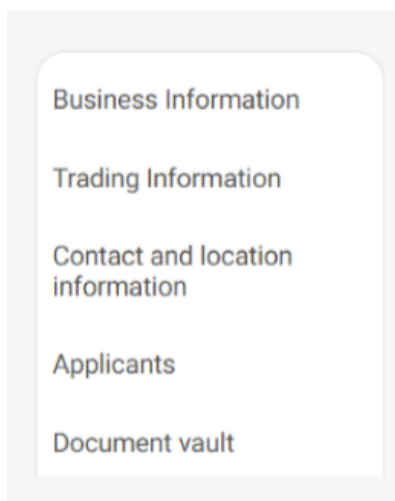 Business Information
Trading Information
Contact and location
information
Applicants
Document vault